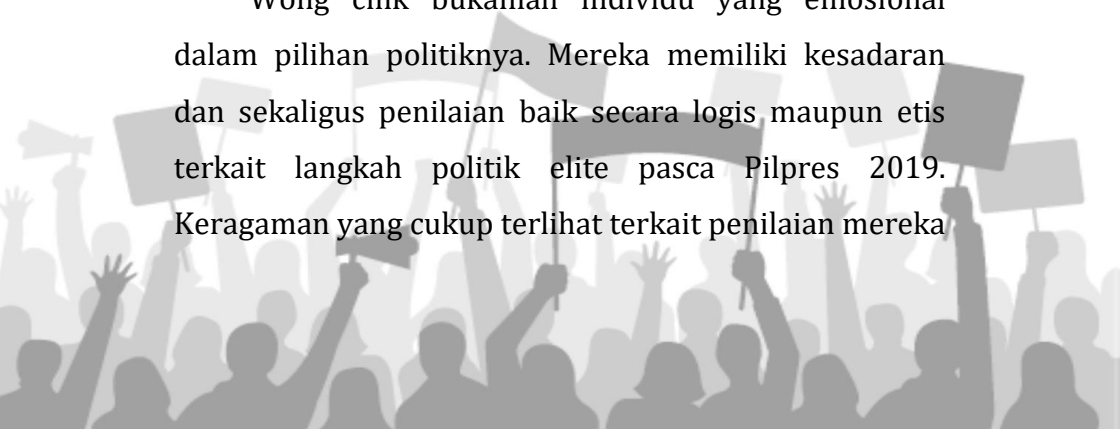 Wong cilik bukanlah individu yang emosional
dalam pilihan politiknya. Mereka memiliki kesadaran
dan sekaligus penilaian baik secara logis maupun etis
terkait langkah politik elite pasca Pilpres 2019.
Keragaman yang cukup terlihat terkait penilaian mereka